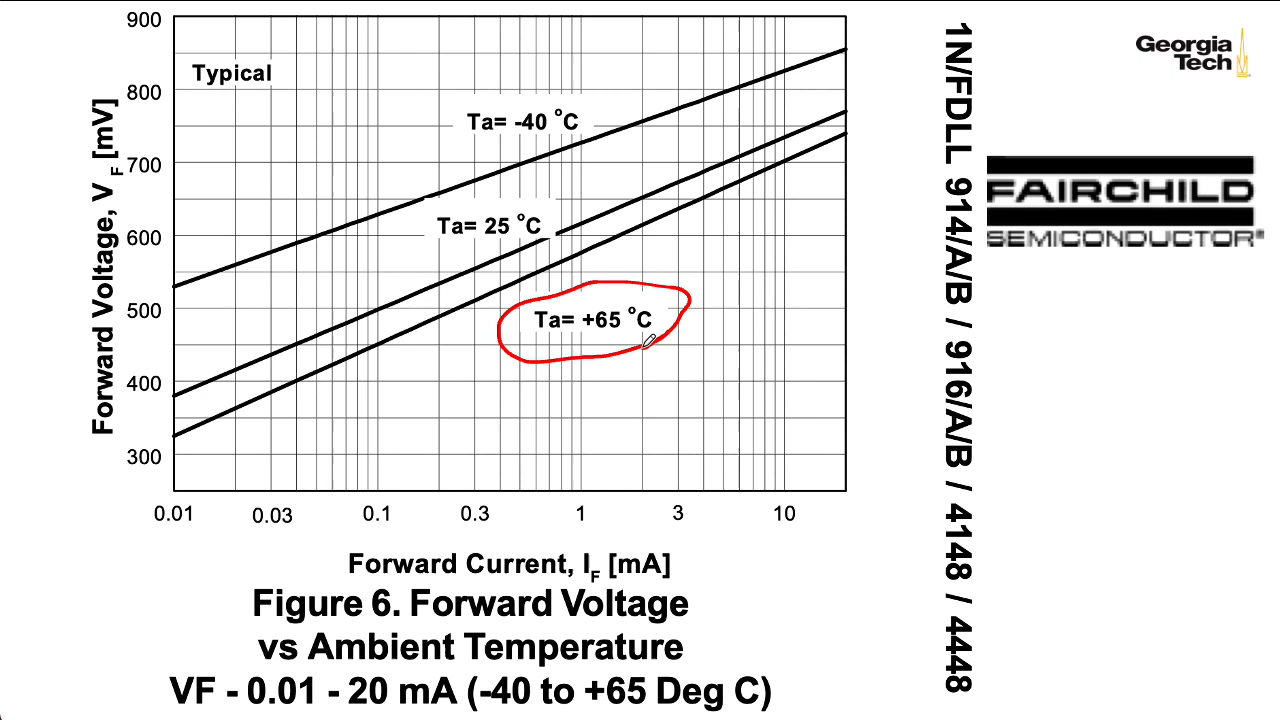 900
800
700
600
500
400
300
Typical
Ta= -40 °C
Ta= 25 °C
Ta= +65 °C
Forward Voltage, V F [mV]
0.01 0.03 0.1 0.3 1 3 10
Forward Current, IF [mA]
Figure 6. Forward Voltage
vs Ambient Temperature
VF - 0.01 - 20 mA (-40 to +65 Deg C)
1N/FDLL 914/A/B / 916/A/B / 4148 / 4448
Georgia
Tech
FAIRCHILD
SEMICONDUCTOR®